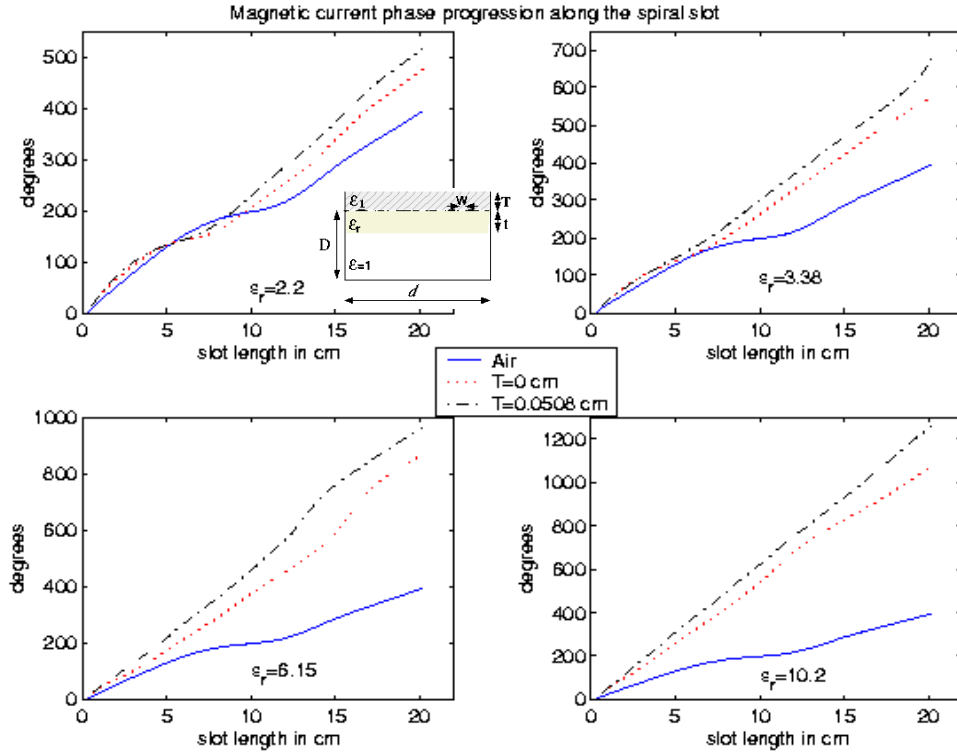 Magnetic current phase progression along the spiral slot
degrees
500
400
300
200
100
0
0 5 10 15 20
slot length in cm
εr=2.2
ε1
εr
ε=1
W
T
t
D
d
degrees
700
600
500
400
300
200
100
0
0 5 10 15 20
slot length in cm
εr=3.38
Air
T=0 cm
T=0.0508 cm
degrees
1000
800
600
400
200
0
0 5 10 15 20
slot length in cm
εr=6.15
degrees
1200
1000
800
600
400
200
0
0 5 10 15 20
slot length in cm
εr=10.2